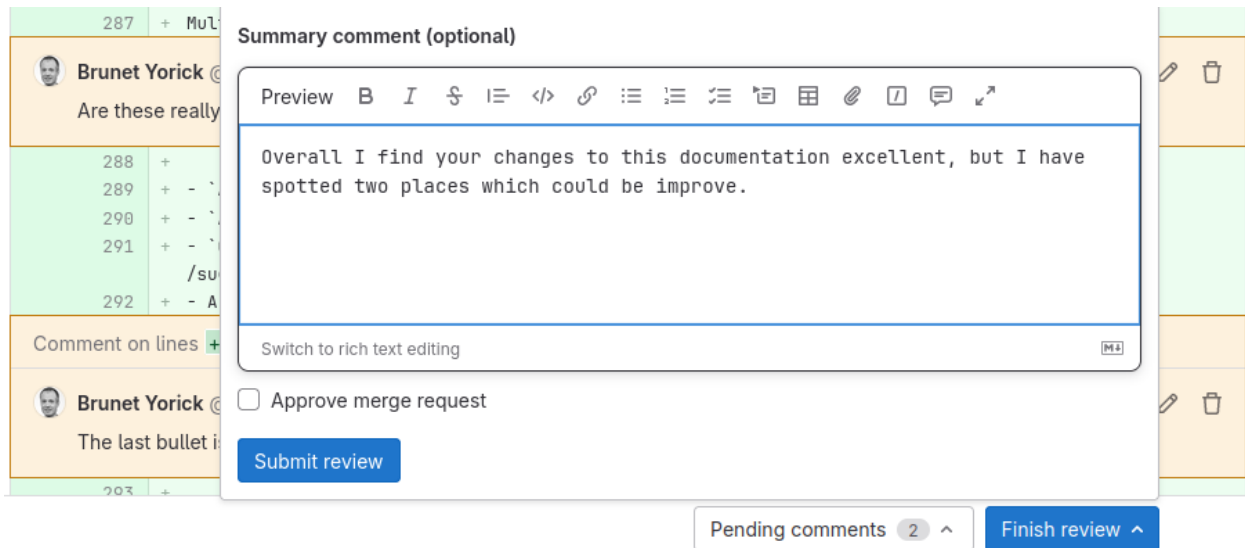 287 + Mul
Summary comment (optional)
Brunet Yorick @
Are these really
Preview B I S </>
Overall I find your changes to this documentation excellent, but I have
spotted two places which could be improve.
288 +
289 + - `
290 + - `
291 + - `
/su
292 + - A
Comment on lines +
Switch to rich text editing
M↓
Approve merge request
Brunet Yorick @
The last bullet i
Submit review
293 +
Pending comments 2
Finish review